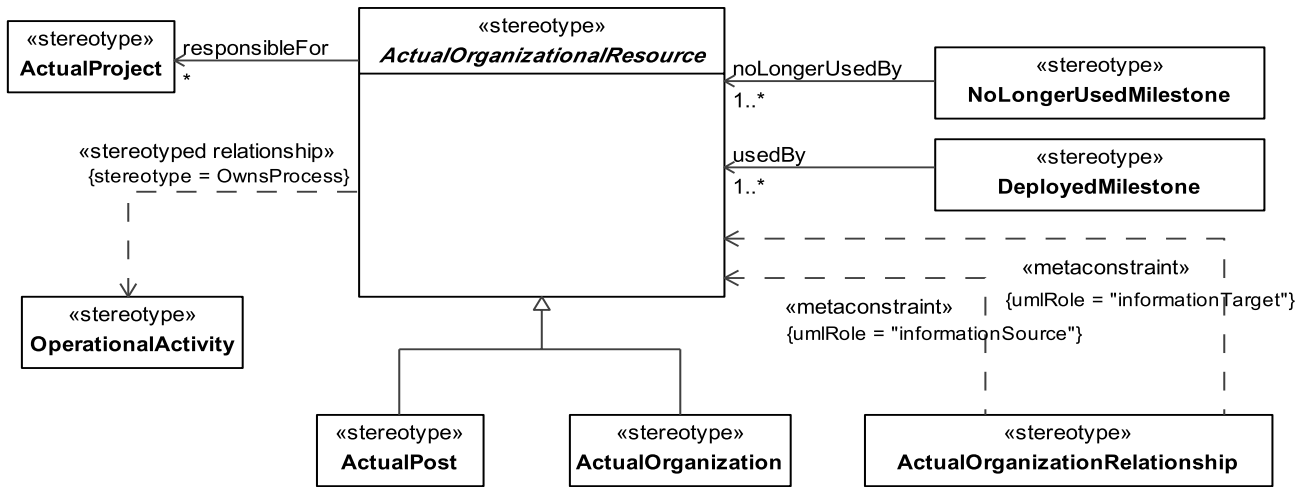 «stereotype»
ActualProject
responsibleFor
*
«stereotype»
ActualOrganizationalResource
noLongerUsedBy
1..*
«stereotype»
NoLongerUsedMilestone
usedBy
1..*
«stereotype»
DeployedMilestone
«stereotyped relationship»
{stereotype = OwnsProcess}
«metaconstraint»
{umlRole = "informationTarget"}
«metaconstraint»
{umlRole = "informationSource"}
«stereotype»
OperationalActivity
«stereotype»
ActualPost
«stereotype»
ActualOrganization
«stereotype»
ActualOrganizationRelationship